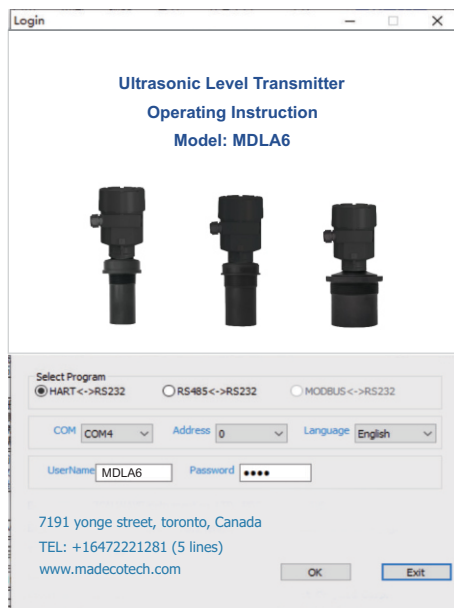 Login
Ultrasonic Level Transmitter
Operating Instruction
Model: MDLA6
Select Program
HART<->RS232 RS485<->RS232 MODBUS<->RS232
COM COM4 Address 0 Language English
UserName MDLA6 Password ●●●●
7191 yonge street, toronto, Canada
TEL: +16472221281 (5 lines)
www.madecotech.com
OK Exit